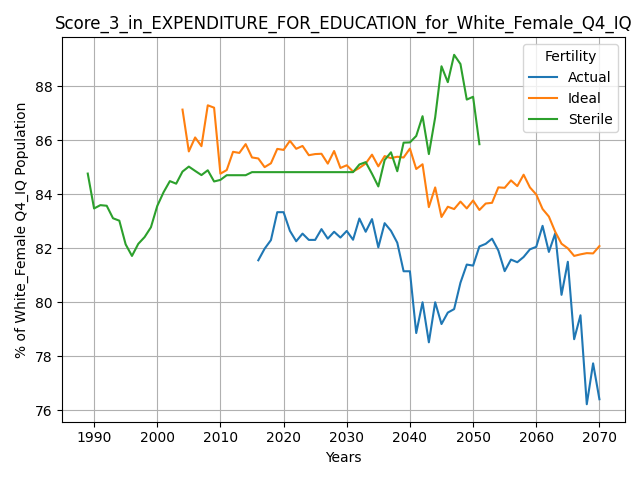 Score_3_in_EXPENDITURE_FOR_EDUCATION_for_White_Female_Q4_IQ
Fertility
Actual
Ideal
Sterile
% of White_Female Q4_IQ Population
88
86
84
82
80
78
76
1990 2000 2010 2020 2030 2040 2050 2060 2070
Years